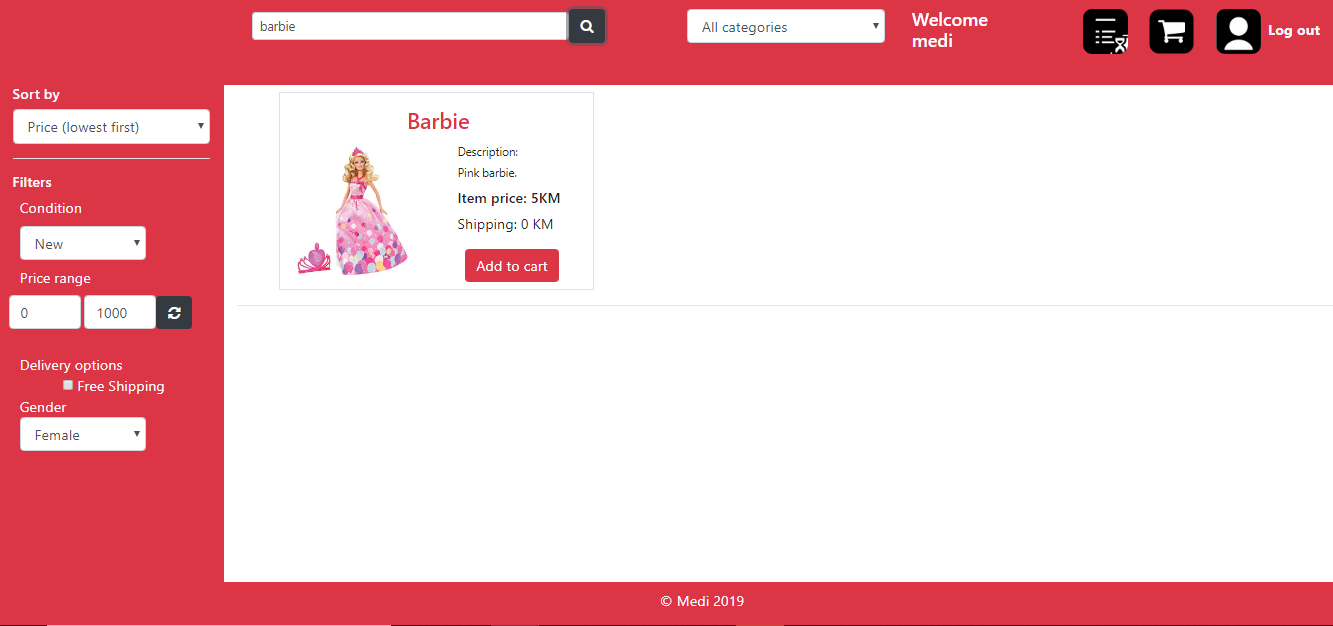 barbie
All categories
Welcome
medi
Log out
Sort by
Price (lowest first)
Filters
Condition
New
Price range
0
1000
Delivery options
Free Shipping
Gender
Female
Barbie
Description:
Pink barbie.
Item price: 5KM
Shipping: 0 KM
Add to cart
© Medi 2019